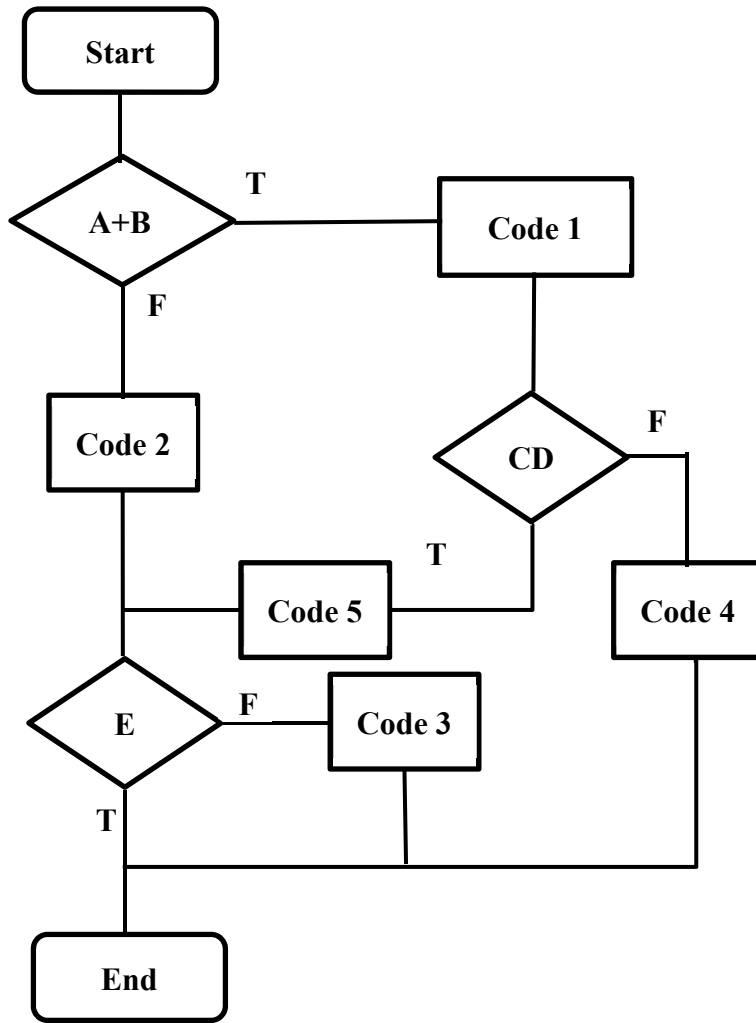 Start
A+B
T
Code 1
F
Code 2
CD
F
T
Code 5
Code 4
E
F
Code 3
T
End